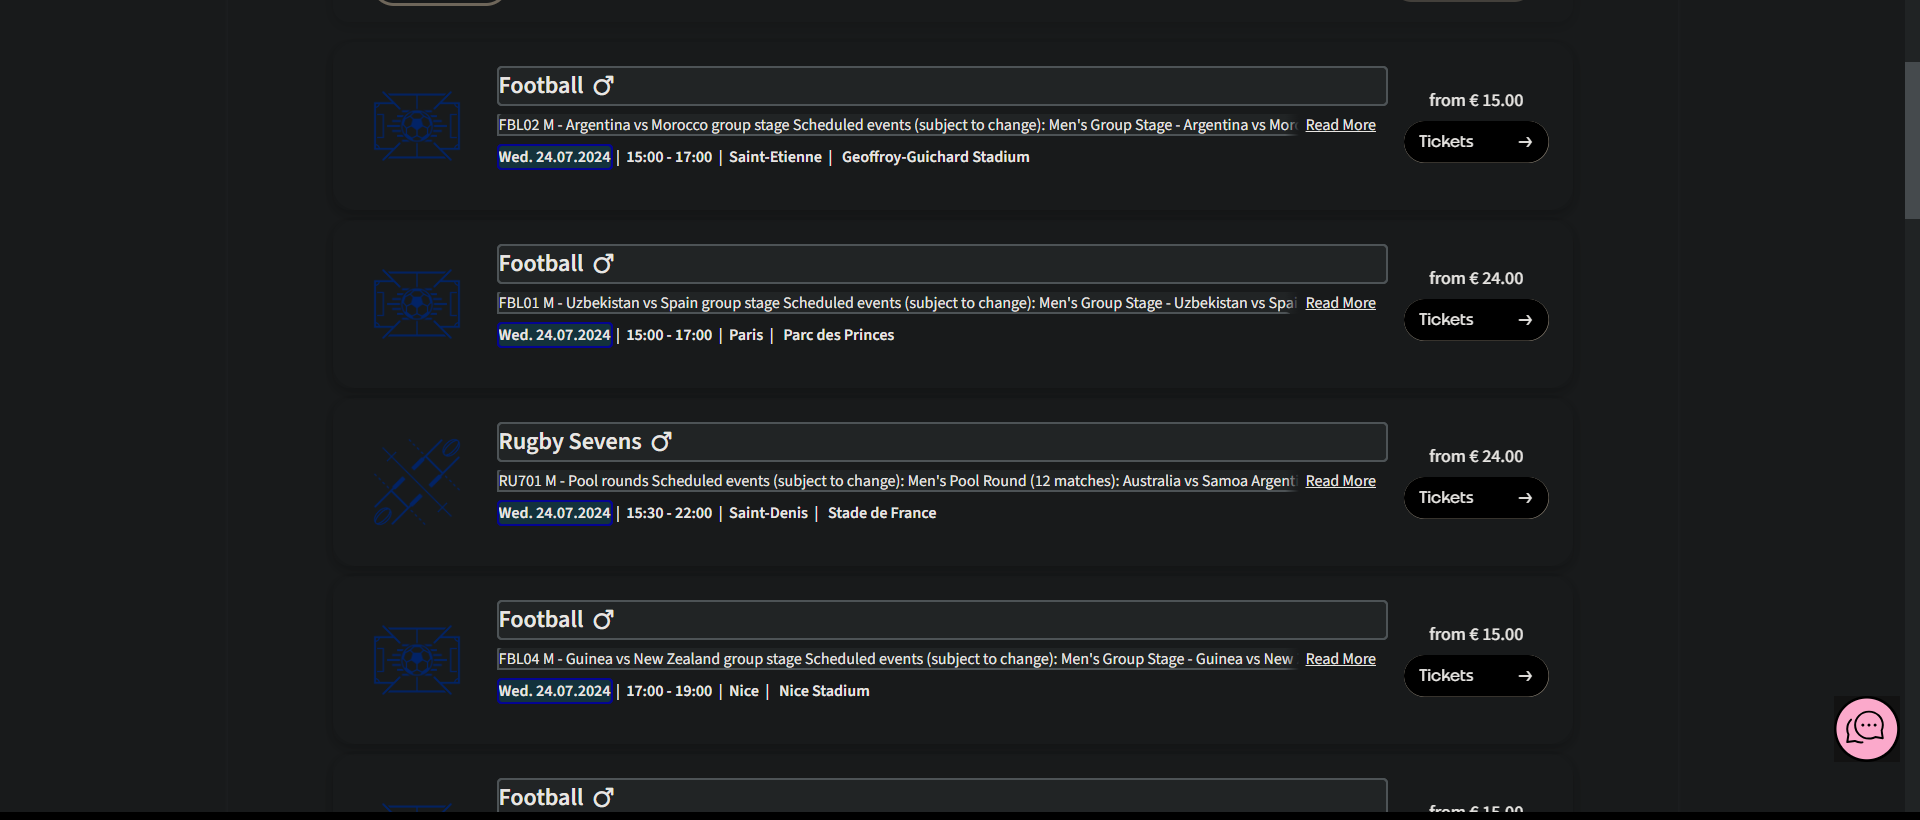 Football ♂
from € 15.00
FBL02 M - Argentina vs Morocco group stage Scheduled events (subject to change): Men's Group Stage - Argentina vs Mor Read More
Tickets →
Wed. 24.07.2024 | 15:00 - 17:00 | Saint-Etienne | Geoffroy-Guichard Stadium
Football ♂
from € 24.00
FBL01 M - Uzbekistan vs Spain group stage Scheduled events (subject to change): Men's Group Stage - Uzbekistan vs Spai Read More
Tickets →
Wed. 24.07.2024 | 15:00 - 17:00 | Paris | Parc des Princes
Rugby Sevens ♂
from € 24.00
RU701 M - Pool rounds Scheduled events (subject to change): Men's Pool Round (12 matches): Australia vs Samoa Argent Read More
Tickets →
Wed. 24.07.2024 | 15:30 - 22:00 | Saint-Denis | Stade de France
Football ♂
from € 15.00
FBL04 M - Guinea vs New Zealand group stage Scheduled events (subject to change): Men's Group Stage - Guinea vs New Read More
Tickets →
Wed. 24.07.2024 | 17:00 - 19:00 | Nice | Nice Stadium
Football ♂
from € 15.00